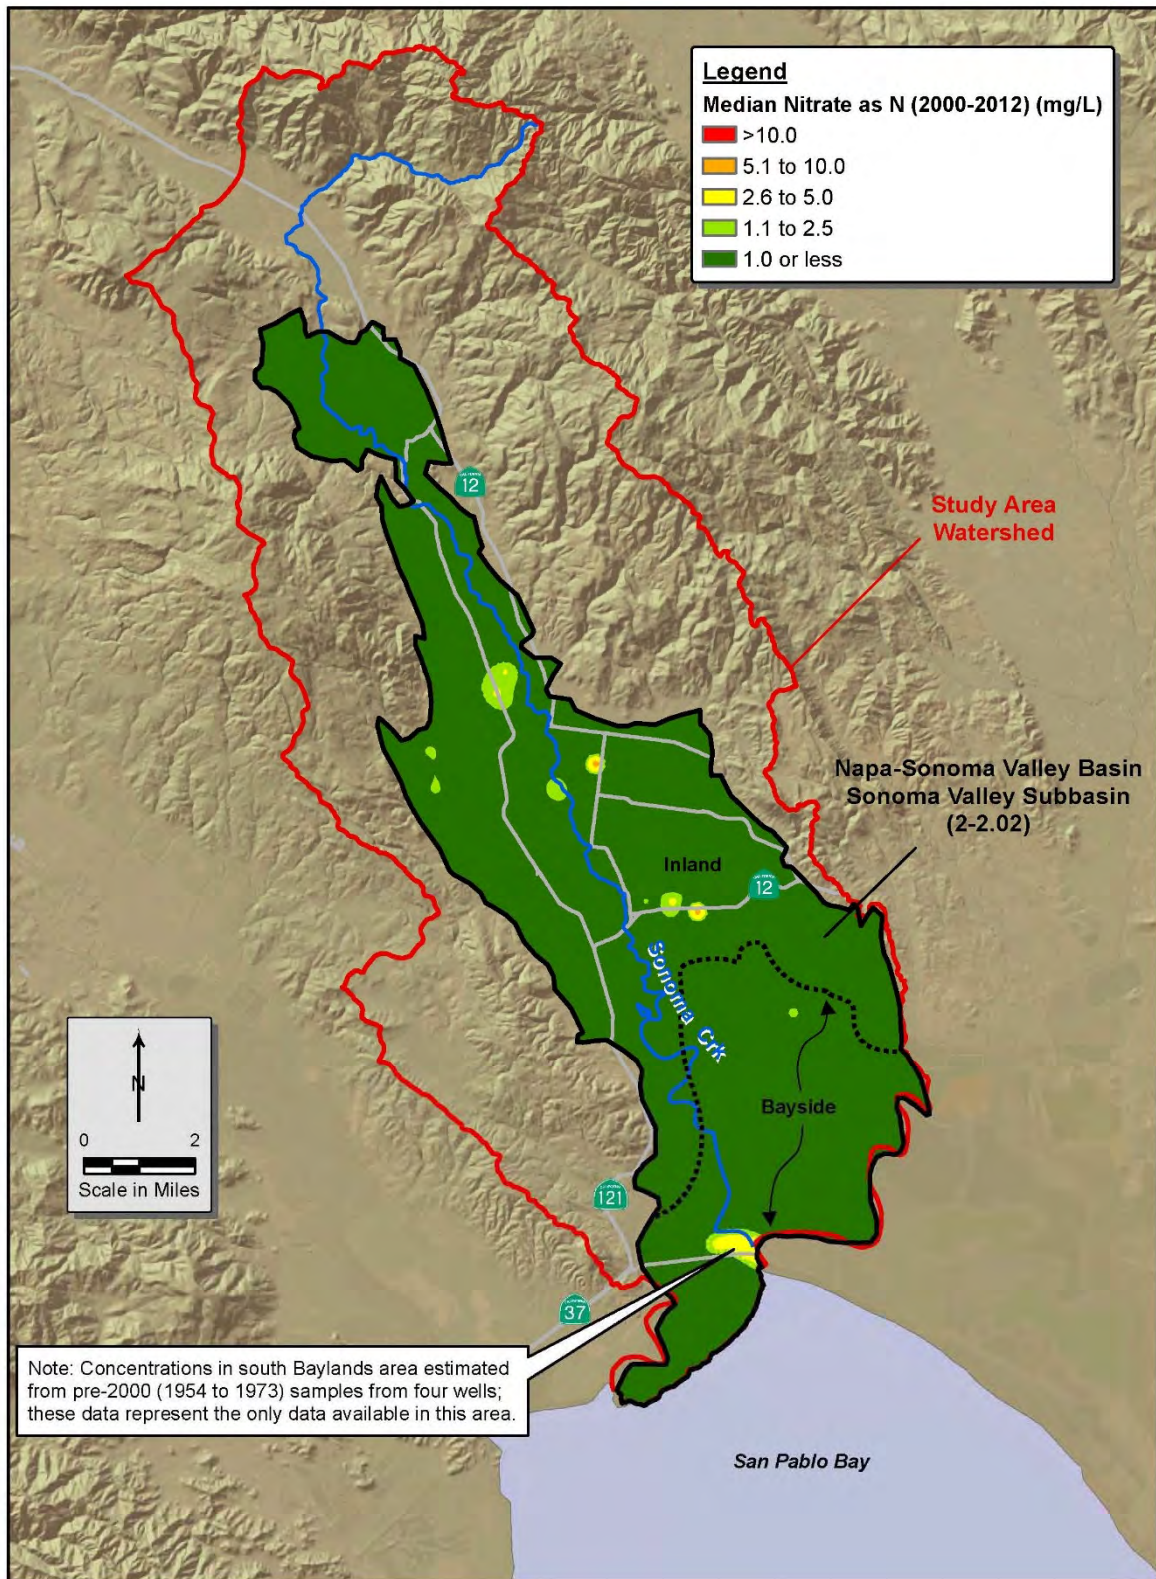 Legend
Median Nitrate as N (2000-2012) (mg/L)
>10.0
5.1 to 10.0
2.6 to 5.0
1.1 to 2.5
1.0 or less
12
Study Area
Watershed
Napa-Sonoma Valley Basin
Sonoma Valley Subbasin
(2-2.02)
Inland
12
Sonoma Crk
N
0 2
Scale in Miles
Bayside
121
37
Note: Concentrations in south Baylands area estimated
from pre-2000 (1954 to 1973) samples from four wells;
these data represent the only data available in this area.
San Pablo Bay